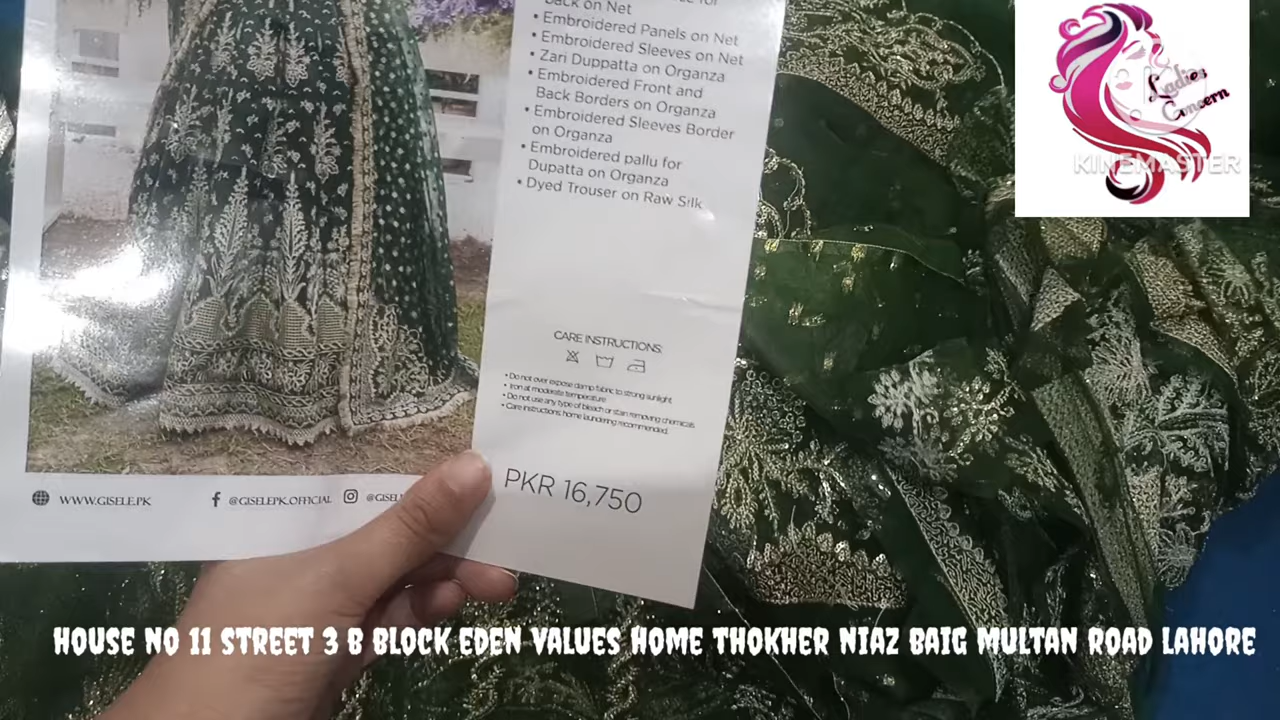 Back on Net
• Embroidered Panels on Net
• Embroidered Sleeves on Net
• Zari Duppatta on Organza
• Embroidered Front and
Back Borders on Organza
• Embroidered Sleeves Border
on Organza
• Embroidered pallu for
Dupatta on Organza
• Dyed Trouser on Raw Silk
CARE INSTRUCTIONS:
• Do not over expose damp fabric to strong sunlight
• Iron at moderate temperature
• Do not use any type of bleach or stain removing chemicals
• Care instructions home laundering recommended.
PKR 16,750
WWW.GISELE.PK
@GISELEPK.OFFICIAL
Ladies
Concern
KINEMASTER
HOUSE NO 11 STREET 3 B BLOCK EDEN VALUES HOME THOKHER NIAZ BAIG MULTAN ROAD LAHORE